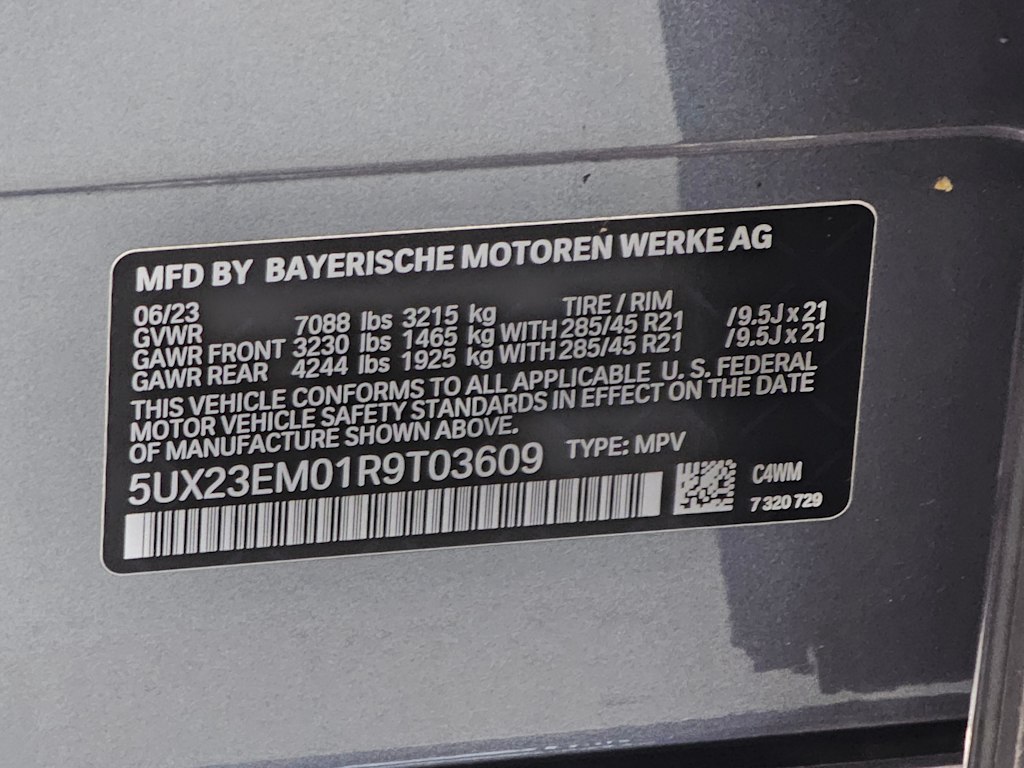 MFD BY BAYERISCHE MOTOREN WERKE AG
06/23 TIRE / RIM
GVWR 7088 lbs 3215 kg
GAWR FRONT 3230 lbs 1465 kg WITH 285/45 R21 /9.5J x 21
GAWR REAR 4244 lbs 1925 kg WITH 285/45 R21 /9.5J x 21
THIS VEHICLE CONFORMS TO ALL APPLICABLE U. S. FEDERAL
MOTOR VEHICLE SAFETY STANDARDS IN EFFECT ON THE DATE
OF MANUFACTURE SHOWN ABOVE.
5UX23EM01R9T03609 TYPE: MPV
C4WM
7 320 729